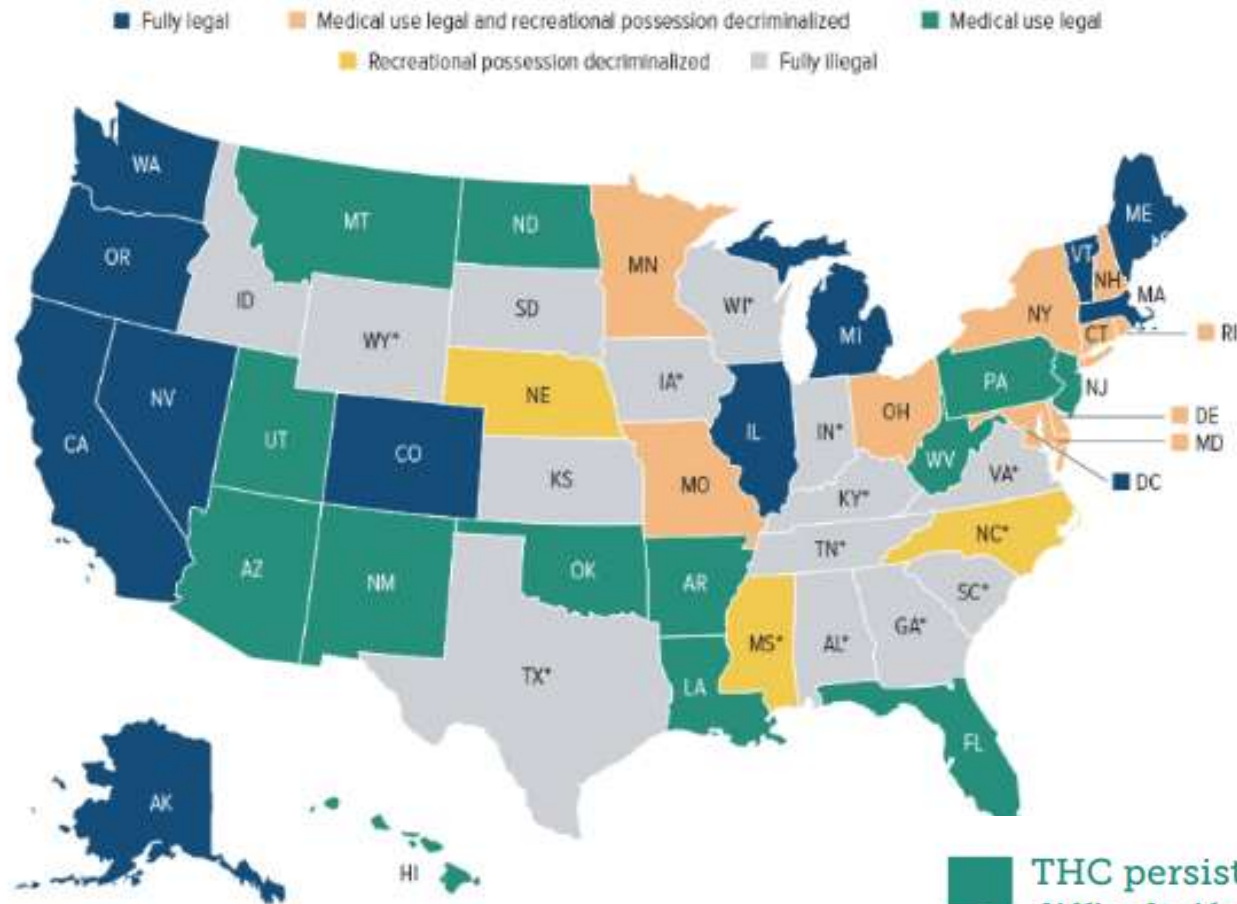 Fully legal Medical use legal and recreational possession decriminalized Medical use legal
Recreational possession decriminalized Fully illegal
WA
ME
MT ND
VT
OR MN NH
ID SD WI* MA
WY* NY
MI CT RI
IA*
NE PA NJ
NV OH DE
IL IN* MD
UT CO WV
CA KS MO VA* DC
KY*
NC*
TN*
AZ OK AR
NM SC*
MS* AL* GA*
TX* LA
FL
AK
HI
THC persist